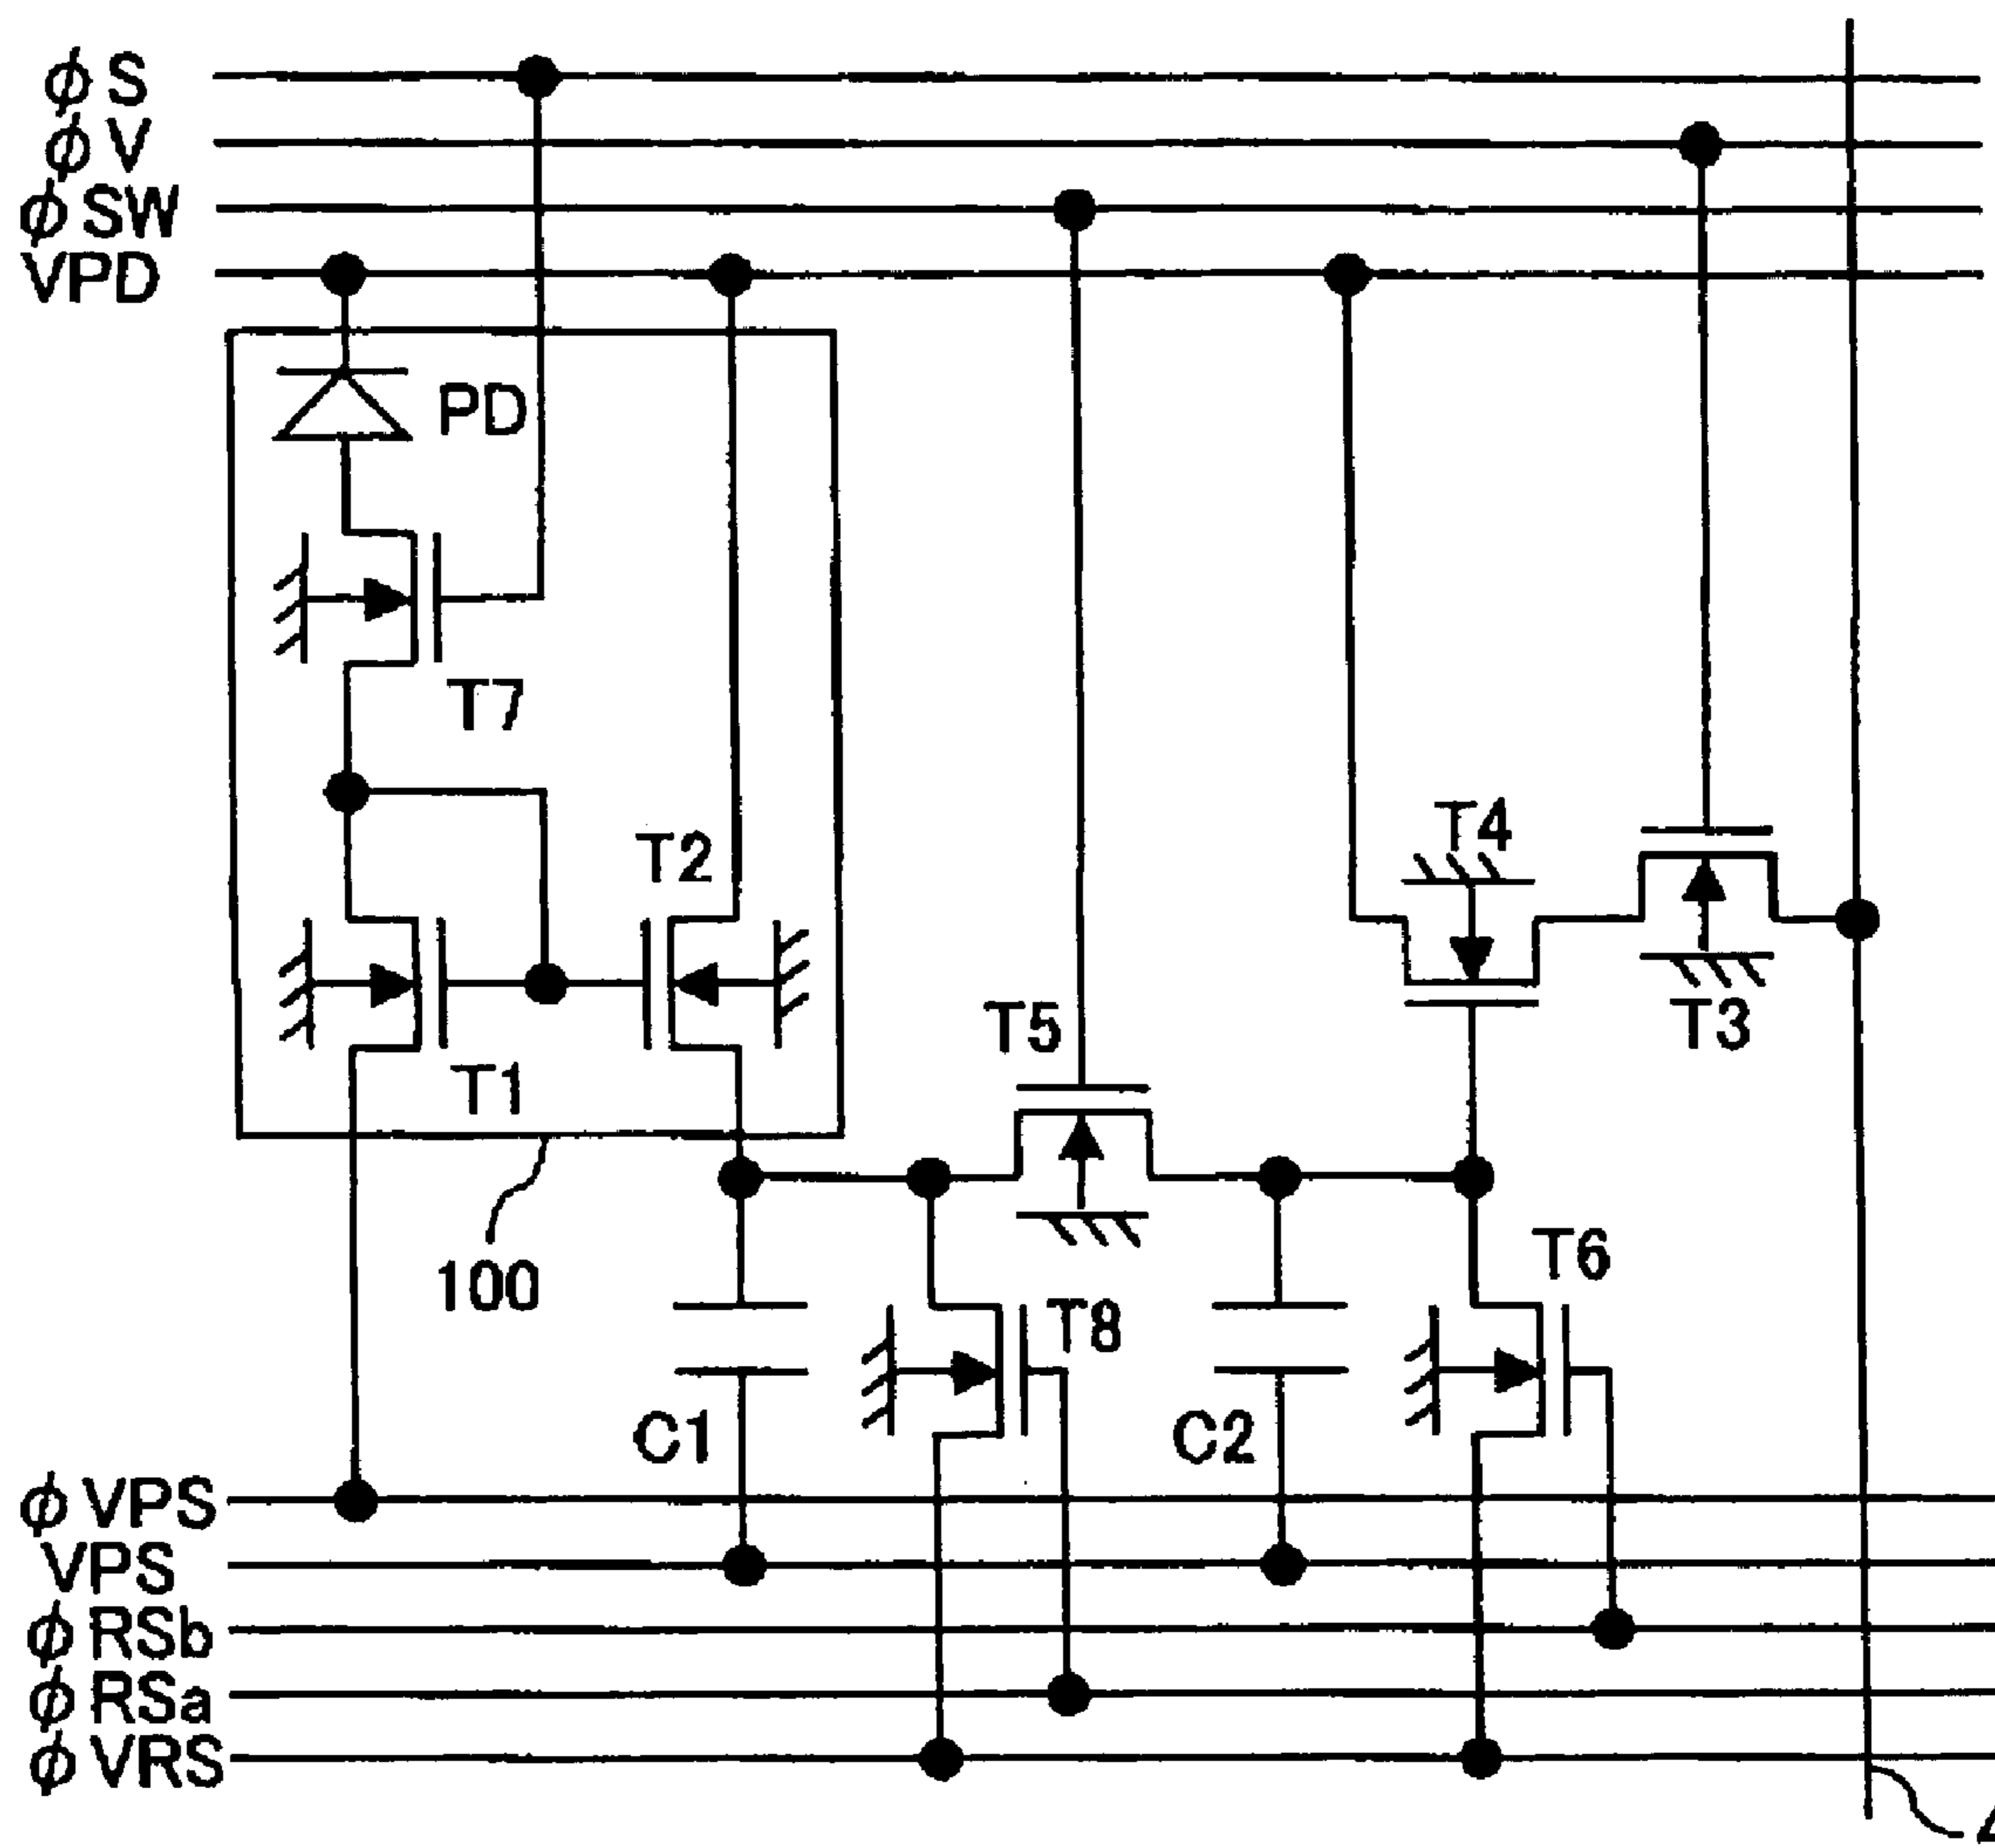 ϕS
ϕV
ϕSW
VPD
PD
T7
T2
T4
T5
T3
T1
100
T6
T8
C1
C2
ϕVPS
VPS
ϕRSb
ϕRSa
ϕVRS